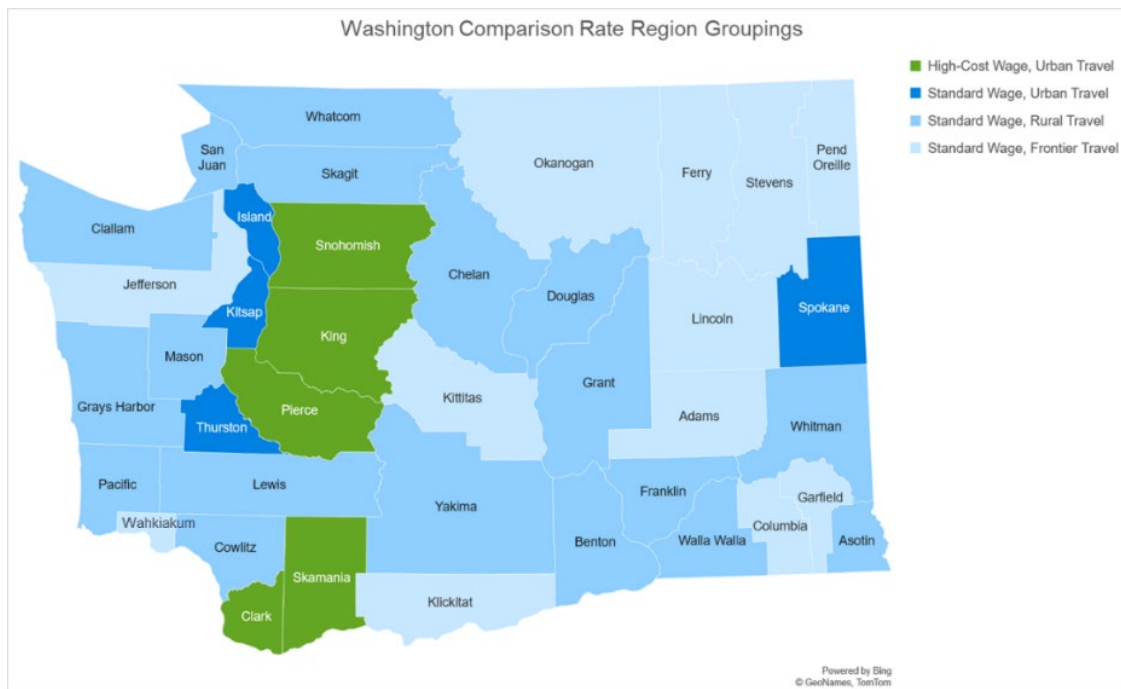 Washington Comparison Rate Region Groupings
High-Cost Wage, Urban Travel
Standard Wage, Urban Travel
Standard Wage, Rural Travel
Standard Wage, Frontier Travel
Whatcom
San
Juan
Skagit
Okanogan
Ferry
Stevens
Pend
Oreille
Island
Clallam
Snohomish
Chelan
Jefferson
Douglas
Kitsap
Spokane
Lincoln
King
Mason
Grant
Kittitas
Grays Harbor
Pierce
Adams
Thurston
Whitman
Pacific
Lewis
Franklin
Garfield
Yakima
Wahkiakum
Columbia
Cowlitz
Benton
Walla Walla
Asotin
Skamania
Klickitat
Clark
Powered by Bing
© GeoNames, TomTom